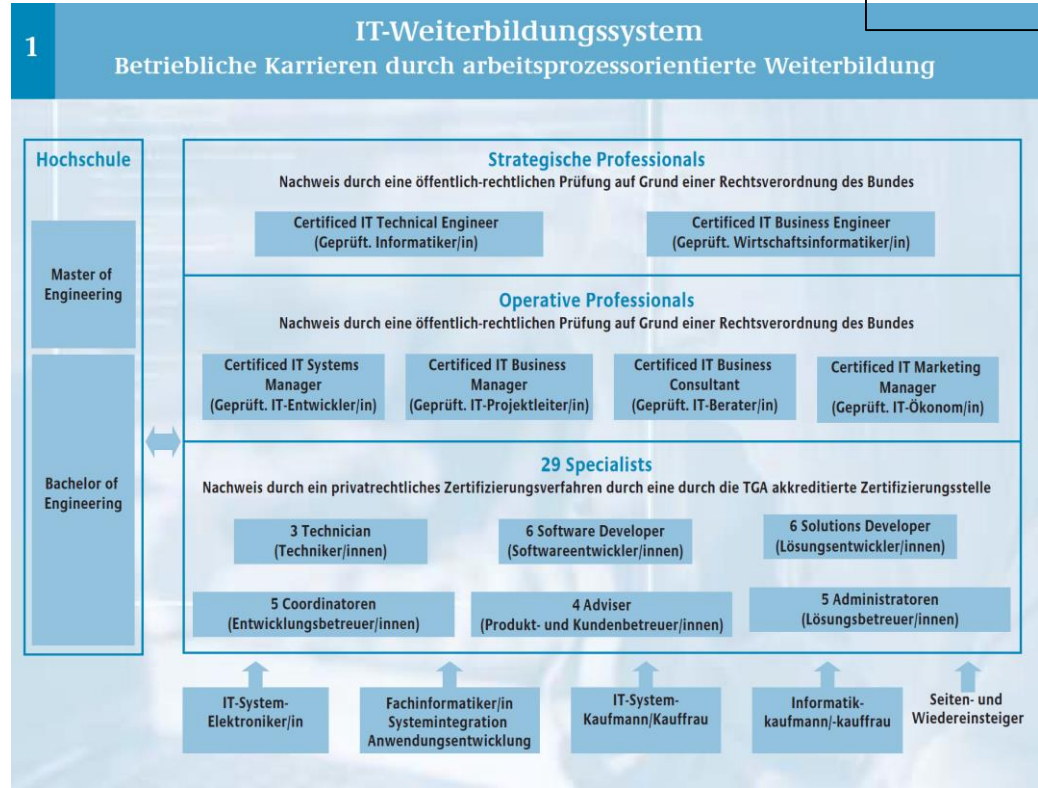 1
IT-Weiterbildungssystem
Betriebliche Karrieren durch arbeitsprozessorientierte Weiterbildung
Hochschule
Master of
Engineering
Bachelor of
Engineering
Strategische Professionals
Nachweis durch eine öffentlich-rechtlichen Prüfung auf Grund einer Rechtsverordnung des Bundes
Certificed IT Technical Engineer
(Geprüft. Informatiker/in)
Certificed IT Business Engineer
(Geprüft. Wirtschaftsinformatiker/in)
Operative Professionals
Nachweis durch eine öffentlich-rechtlichen Prüfung auf Grund einer Rechtsverordnung des Bundes
Certificed IT Systems
Manager
(Geprüft. IT-Entwickler/in)
Certificed IT Business
Manager
(Geprüft. IT-Projektleiter/in)
Certificed IT Business
Consultant
(Geprüft. IT-Berater/in)
Certificed IT Marketing
Manager
(Geprüft. IT-Ökonom/in)
29 Specialists
Nachweis durch ein privatrechtliches Zertifizierungsverfahren durch eine durch die TGA akkreditierte Zertifizierungsstelle
3 Technician
(Techniker/innen)
6 Software Developer
(Softwareentwickler/innen)
6 Solutions Developer
(Lösungsentwickler/innen)
5 Coordinatoren
(Entwicklungsbetreuer/innen)
4 Adviser
(Produkt- und Kundenbetreuer/innen)
5 Administratoren
(Lösungsbetreuer/innen)
IT-System-
Elektroniker/in
Fachinformatiker/in
Systemintegration
Anwendungsentwicklung
IT-System-
Kaufmann/Kauffrau
Informatik-
kaufmann/-kauffrau
Seiten- und
Wiedereinsteiger